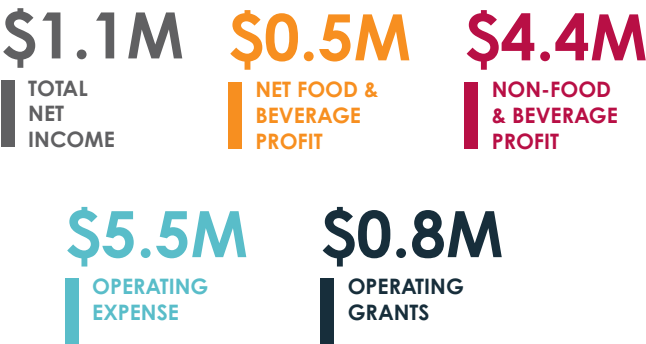 $1.1M
TOTAL
NET
INCOME
$0.5M
NET FOOD &
BEVERAGE
PROFIT
$4.4M
NON-FOOD
& BEVERAGE
PROFIT
$5.5M
OPERATING
EXPENSE
$0.8M
OPERATING
GRANTS